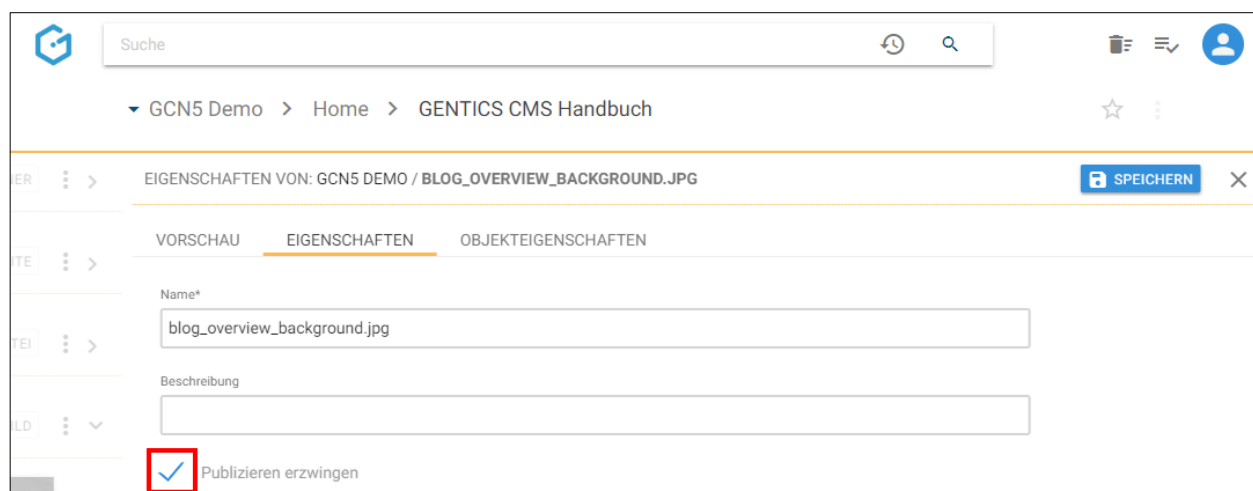 Suche
GCN5 Demo > Home > GENTICS CMS Handbuch
EIGENSCHAFTEN VON: GCN5 DEMO / BLOG_OVERVIEW_BACKGROUND.JPG SPEICHERN
VORSCHAU EIGENSCHAFTEN OBJEKTEIGENSCHAFTEN
Name*
blog_overview_background.jpg
Beschreibung
Publizieren erzwingen